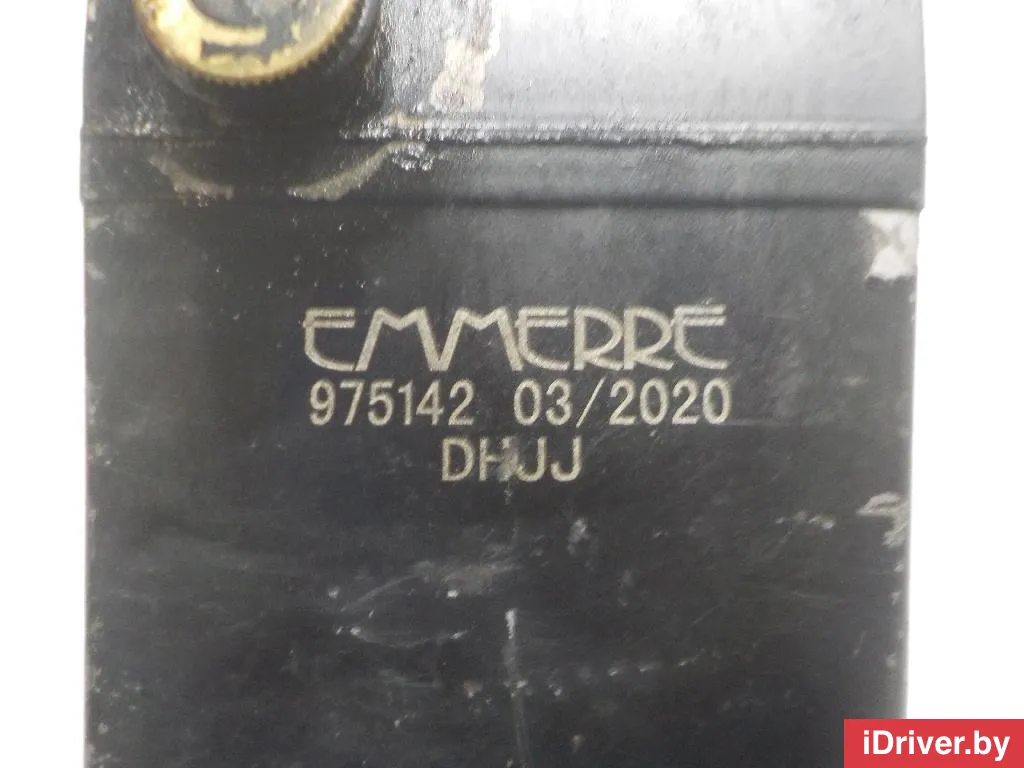 EMMERRE
975142 03/2020
DHJJ
iDriver.by